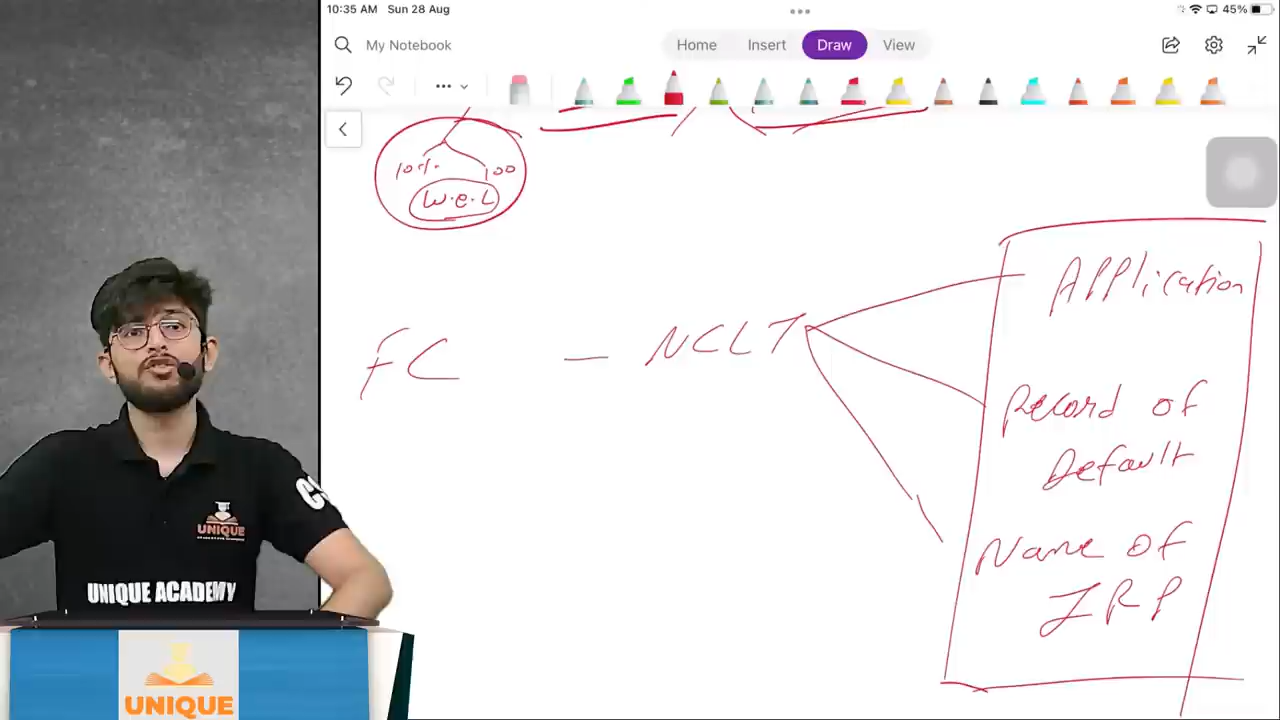 10:35 AM Sun 28 Aug
45%
My Notebook
Home Insert Draw View
10% 100
W.e.L
FC — NCLT
Application
Record of
Default
Name of
IRP
UNIQUE
UNIQUE ACADEMY
UNIQUE